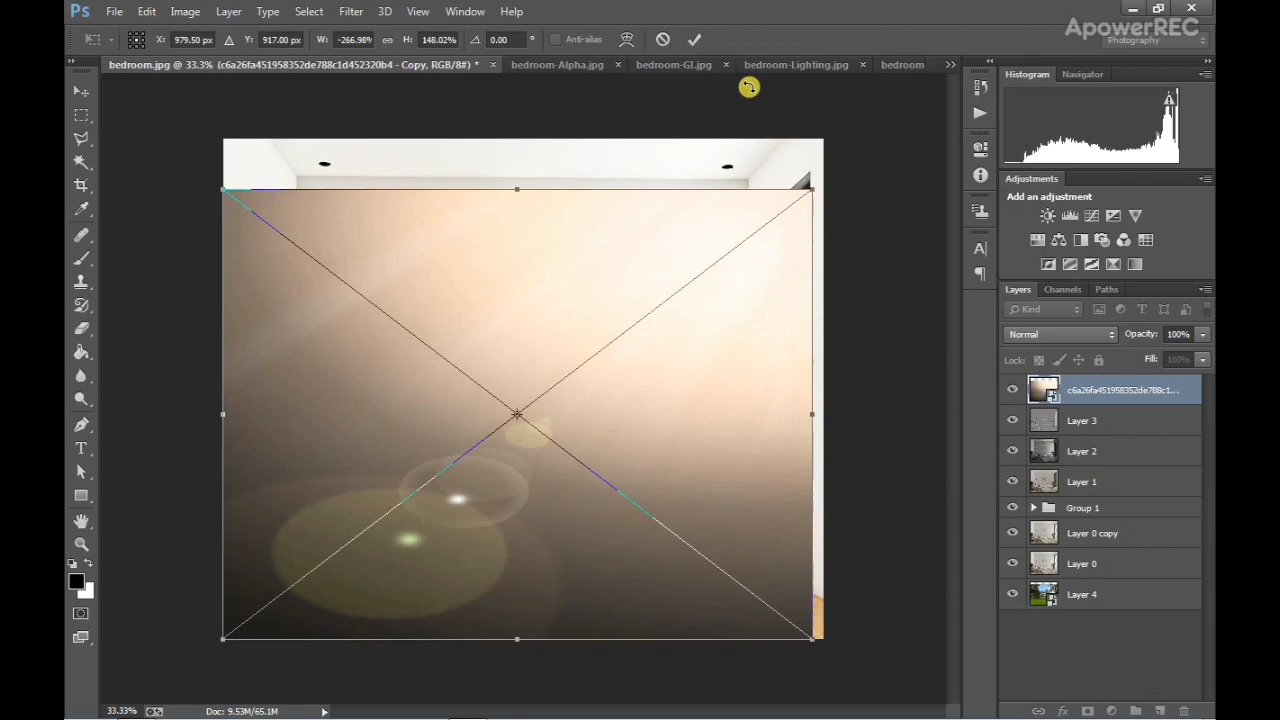 Ps File Edit Image Layer Type Select Filter 3D View Window Help
ApowerREC
X: 979.50 px Y: 917.00 px W: -266.98% H: 148.02% 0.00 Anti-alias
Photography
bedroom.jpg @ 33.3% (c6a26fa451958352de788c1d452320b4 - Copy, RGB/8#) * × bedroom-Alpha.jpg × bedroom-GI.jpg × bedroom-Lighting.jpg × bedroom
Histogram Navigator
Adjustments
Add an adjustment
Layers Channels Paths
Kind
Normal Opacity: 100%
Lock: Fill: 100%
c6a26fa451958352de788c1...
Layer 3
Layer 2
Layer 1
Group 1
Layer 0 copy
Layer 0
Layer 4
33.33% Doc: 9.53M/65.1M